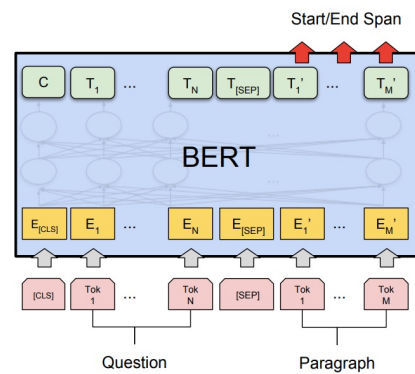 Start/End Span
C T1 ... TN T[SEP] T1' ... TM'
...
BERT
...
E[CLS] E1 ... EN E[SEP] E1' ... EM'
[CLS] Tok 1 ... Tok N [SEP] Tok 1 ... Tok M
Question Paragraph